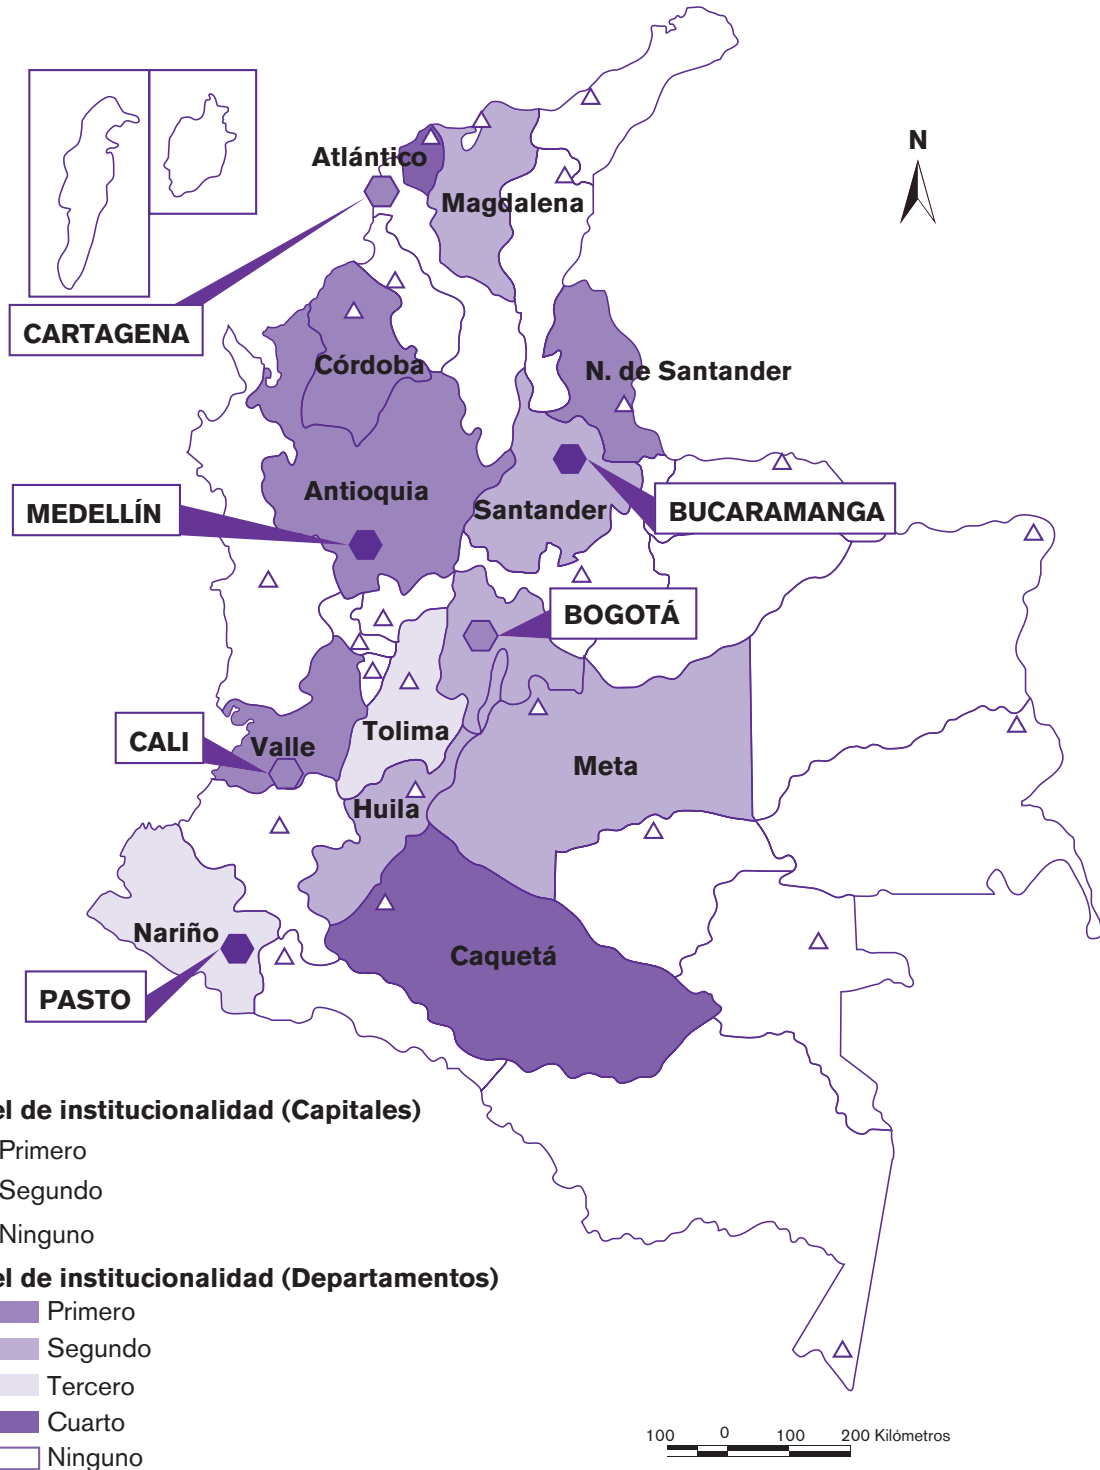 N
Atlántico
Magdalena
CARTAGENA
Córdoba
N. de Santander
Antioquia
MEDELLÍN
Santander
BUCARAMANGA
BOGOTÁ
CALI
Valle
Tolima
Meta
Huila
Nariño
Caquetá
PASTO
el de institucionalidad (Capitales)
Primero
Segundo
Ninguno
el de institucionalidad (Departamentos)
Primero
Segundo
Tercero
Cuarto
Ninguno
100 0 100 200 Kilómetros